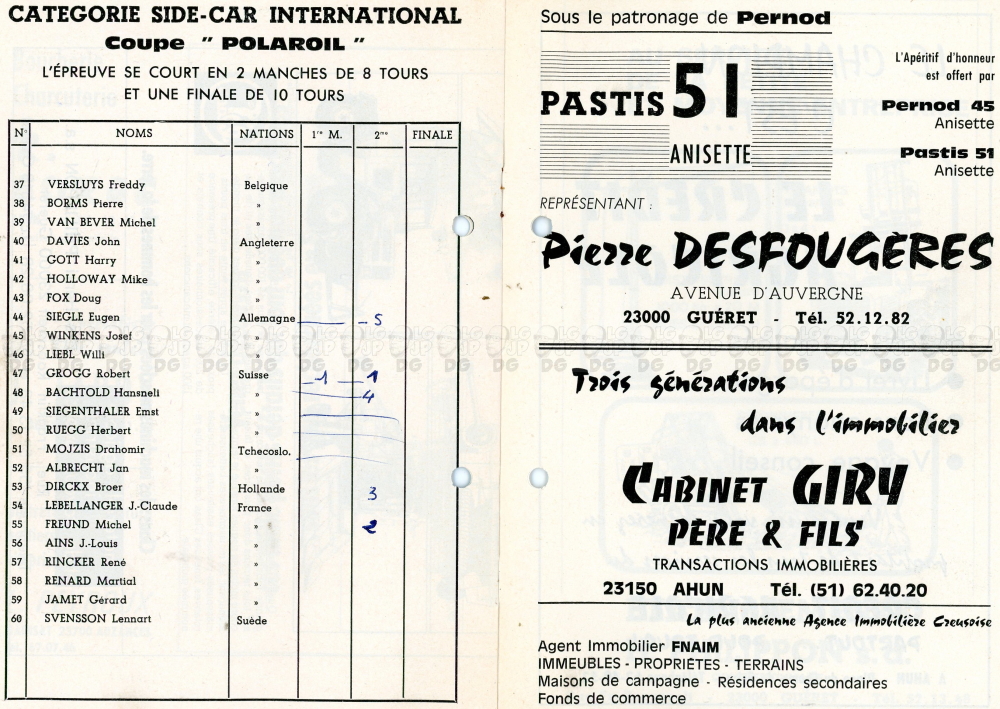 CATEGORIE SIDE-CAR INTERNATIONAL
Coupe " POLAROIL "
L'ÉPREUVE SE COURT EN 2 MANCHES DE 8 TOURS
ET UNE FINALE DE 10 TOURS
N° NOMS NATIONS 1re M. 2me FINALE
37 VERSLUYS Freddy Belgique
38 BORMS Pierre »
39 VAN BEVER Michel »
40 DAVIES John Angleterre
41 GOTT Harry »
42 HOLLOWAY Mike »
43 FOX Doug »
44 SIEGLE Eugen Allemagne 5
45 WINKENS Josef »
46 LIEBL Willi »
47 GROGG Robert Suisse 1 1
48 BACHTOLD Hansneli » 4
49 SIEGENTHALER Emst »
50 RUEGG Herbert »
51 MOJZIS Drahomir Tchecoslo.
52 ALBRECHT Jan »
53 DIRCKX Broer Hollande 3
54 LEBELLANGER J.-Claude France
55 FREUND Michel » 2
56 AINS J.-Louis »
57 RINCKER René »
58 RENARD Martial »
59 JAMET Gérard »
60 SVENSSON Lennart Suède
Sous le patronage de Pernod
PASTIS 51
ANISETTE
L'Apéritif d'honneur
est offert par
Pernod 45
Anisette
Pastis 51
Anisette
REPRÉSENTANT :
Pierre DESFOUGÈRES
AVENUE D'AUVERGNE
23000 GUÉRET - Tél. 52.12.82
Trois générations
dans l'immobilier
CABINET GIRY
PÈRE & FILS
TRANSACTIONS IMMOBILIÈRES
23150 AHUN Tél. (51) 62.40.20
La plus ancienne Agence Immobilière Creusoise
Agent Immobilier FNAIM
IMMEUBLES - PROPRIÉTES - TERRAINS
Maisons de campagne - Résidences secondaires
Fonds de commerce